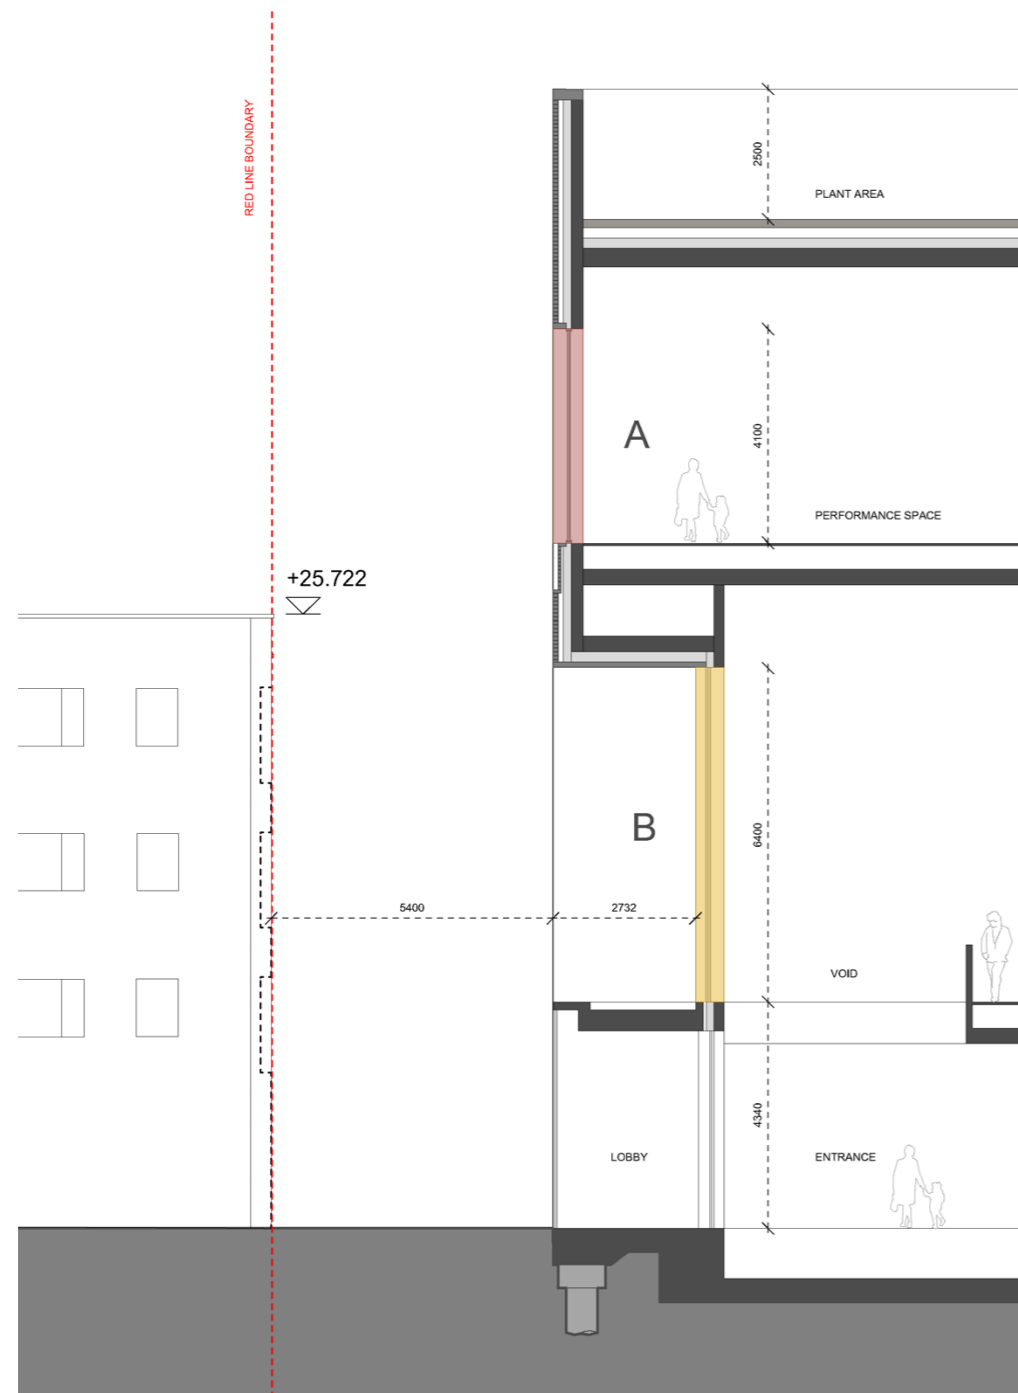 RED LINE BOUNDARY
2500
PLANT AREA
A
4100
PERFORMANCE SPACE
+25.722
B
6400
5400
2732
VOID
4340
LOBBY
ENTRANCE